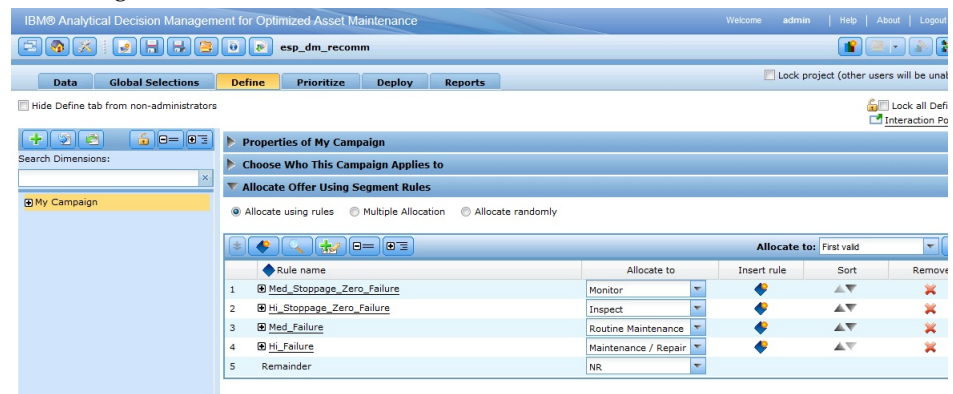 IBM® Analytical Decision Management for Optimized Asset Maintenance Welcome admin | Help | About | Logout
esp_dm_recomm
Data Global Selections Define Prioritize Deploy Reports Lock project (other users will be unab
Hide Define tab from non-administrators Lock all Defi
Interaction Po
Search Dimensions:
My Campaign
Properties of My Campaign
Choose Who This Campaign Applies to
Allocate Offer Using Segment Rules
Allocate using rules Multiple Allocation Allocate randomly
Allocate to: First valid
Rule name Allocate to Insert rule Sort Remove
1 Med_Stoppage_Zero_Failure Monitor
2 Hi_Stoppage_Zero_Failure Inspect
3 Med_Failure Routine Maintenance
4 Hi_Failure Maintenance / Repair
5 Remainder NR